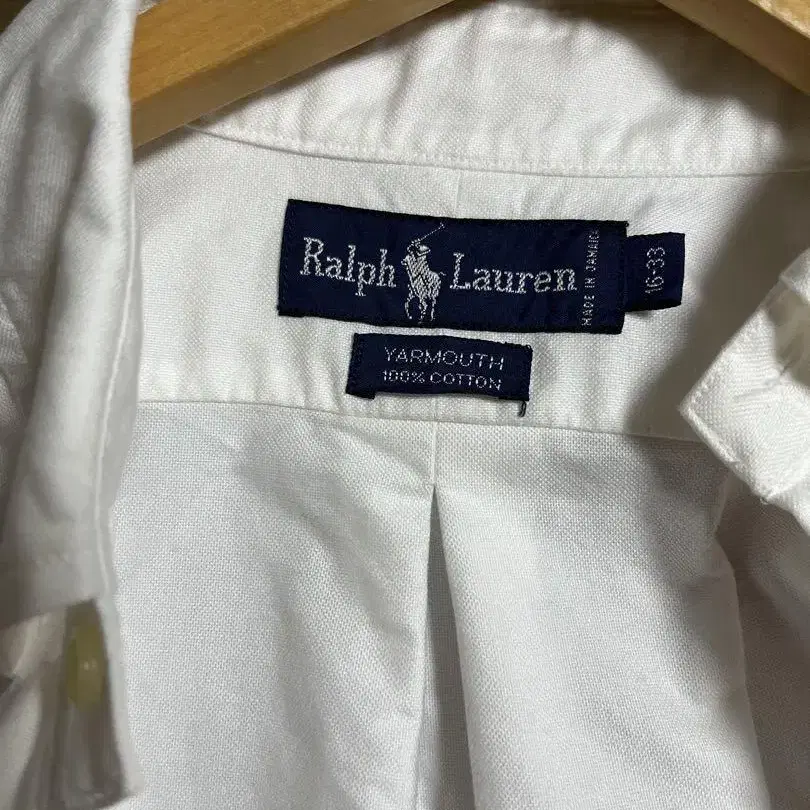 Ralph Lauren
MADE IN JAMAICA
16-33
YARMOUTH
100% COTTON